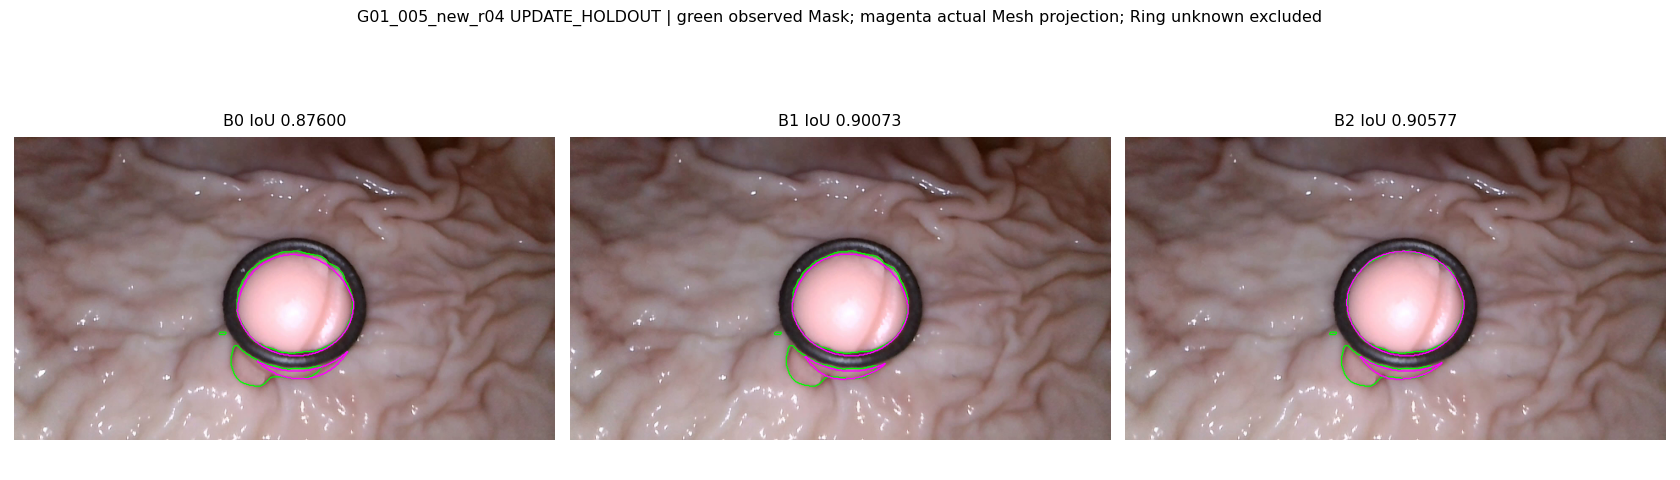 G01_005_new_r04 UPDATE_HOLDOUT | green observed Mask; magenta actual Mesh projection; Ring unknown excluded
B0 IoU 0.87600
B1 IoU 0.90073
B2 IoU 0.90577